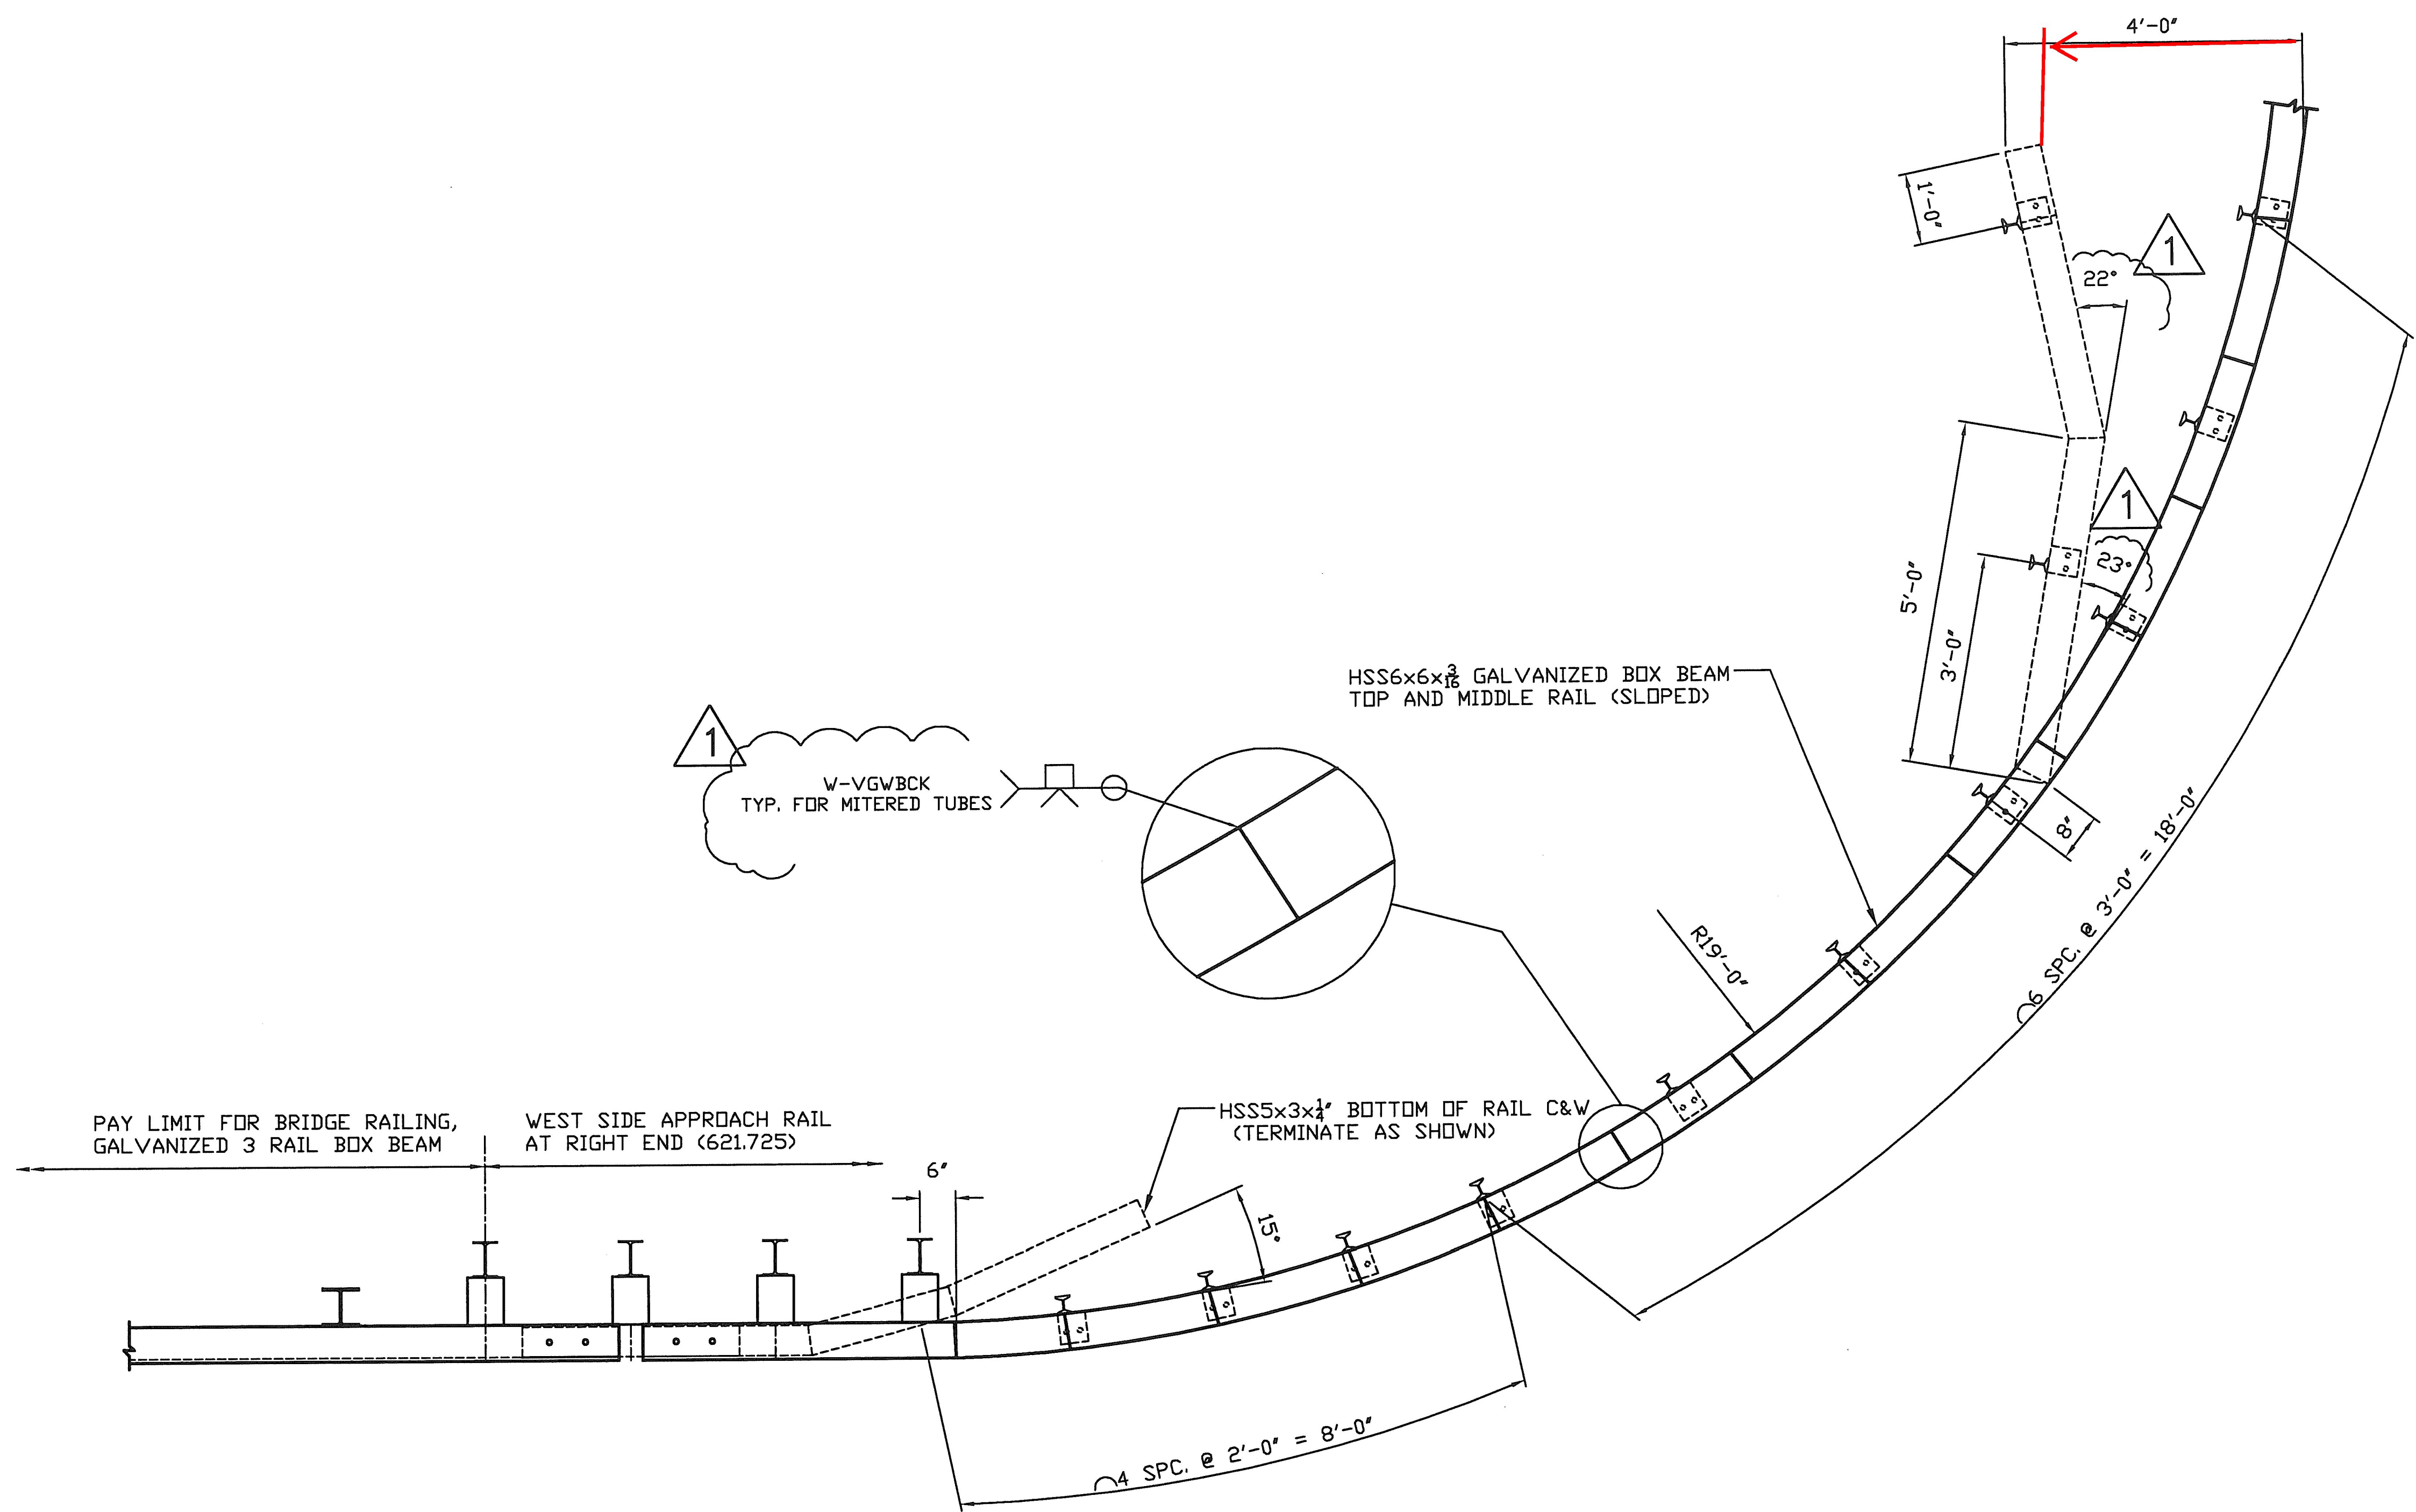 4'-0"
1'-0"
1
22°
1
23°
5'-0"
3'-0"
HSS6x6x3/16 GALVANIZED BOX BEAM
TOP AND MIDDLE RAIL (SLOPED)
1
W-VGWBCK
TYP. FOR MITERED TUBES
8"
6 SPC. @ 3'-0" = 18'-0"
R19'-0"
HSS5x3x1/4" BOTTOM OF RAIL C&W
(TERMINATE AS SHOWN)
PAY LIMIT FOR BRIDGE RAILING,
GALVANIZED 3 RAIL BOX BEAM
WEST SIDE APPROACH RAIL
AT RIGHT END (621.725)
6"
15°
4 SPC. @ 2'-0" = 8'-0"